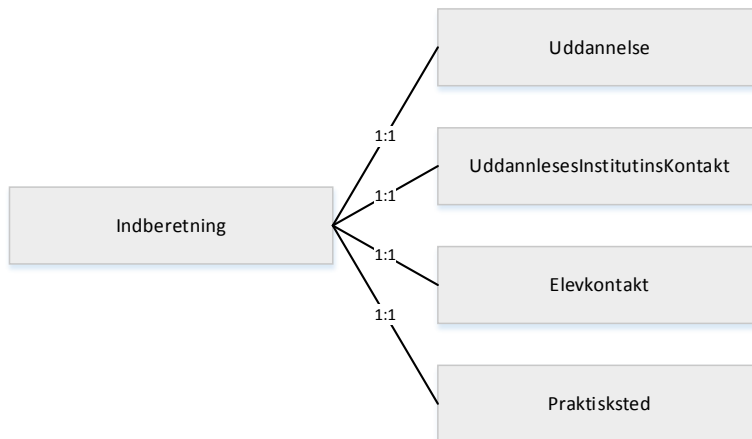 Uddannelse
1:1
UddannlesesInstitutinsKontakt
1:1
Indberetning
1:1
Elevkontakt
1:1
Praktisksted